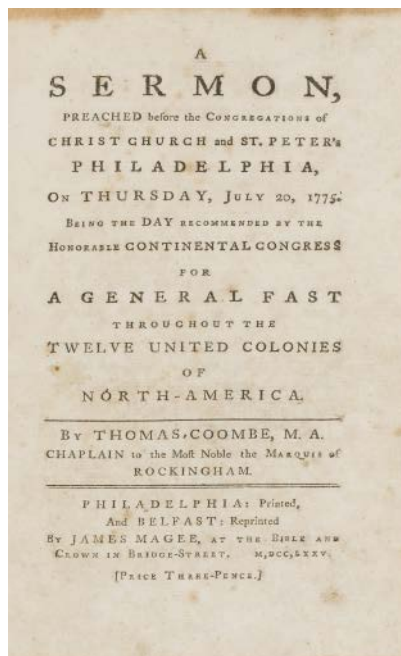 A
SERMON,
PREACHED before the CONGREGATIONS of
CHRIST CHURCH and ST. PETER's
PHILADELPHIA,
ON THURSDAY, JULY 20, 1775.
BEING THE DAY RECOMMENDED BY THE
HONORABLE CONTINENTAL CONGRESS
FOR
A GENERAL FAST
THROUGHOUT THE
TWELVE UNITED COLONIES
OF
NORTH-AMERICA.
BY THOMAS COOMBE, M. A.
CHAPLAIN to the Moſt Noble the MARQUIS of
ROCKINGHAM.
PHILADELPHIA: Printed,
And BELFAST: Reprinted
BY JAMES MAGEE, AT THE BIBLE AND
CROWN IN BRIDGE-STREET. M,DCC,LXXV.
[PRICE THREE-PENCE.]